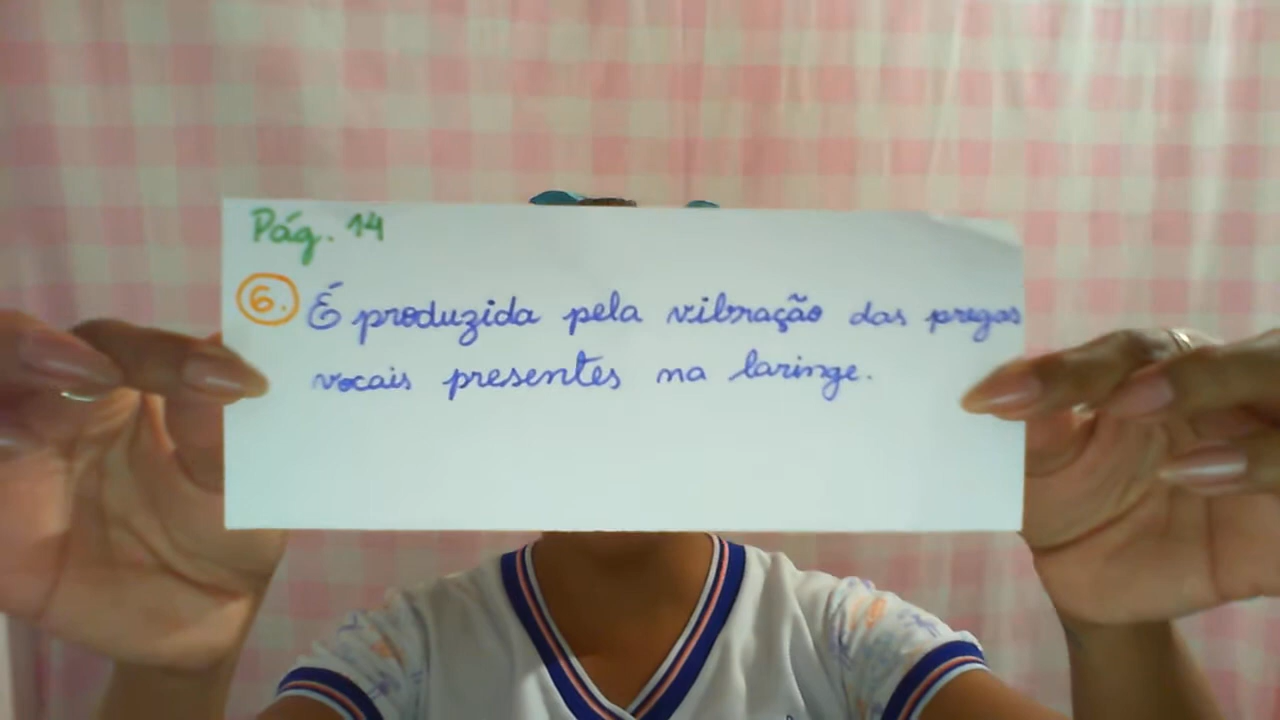 Pág. 14
6. É produzida pela vibração das pregas
vocais presentes na laringe.